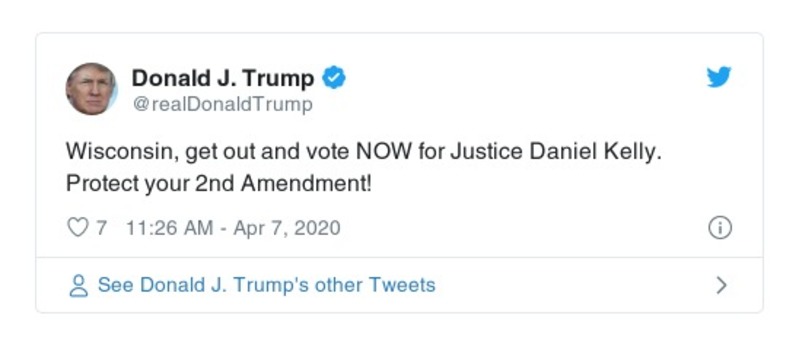 Donald J. Trump
@realDonaldTrump
Wisconsin, get out and vote NOW for Justice Daniel Kelly.
Protect your 2nd Amendment!
7 11:26 AM - Apr 7, 2020
See Donald J. Trump's other Tweets